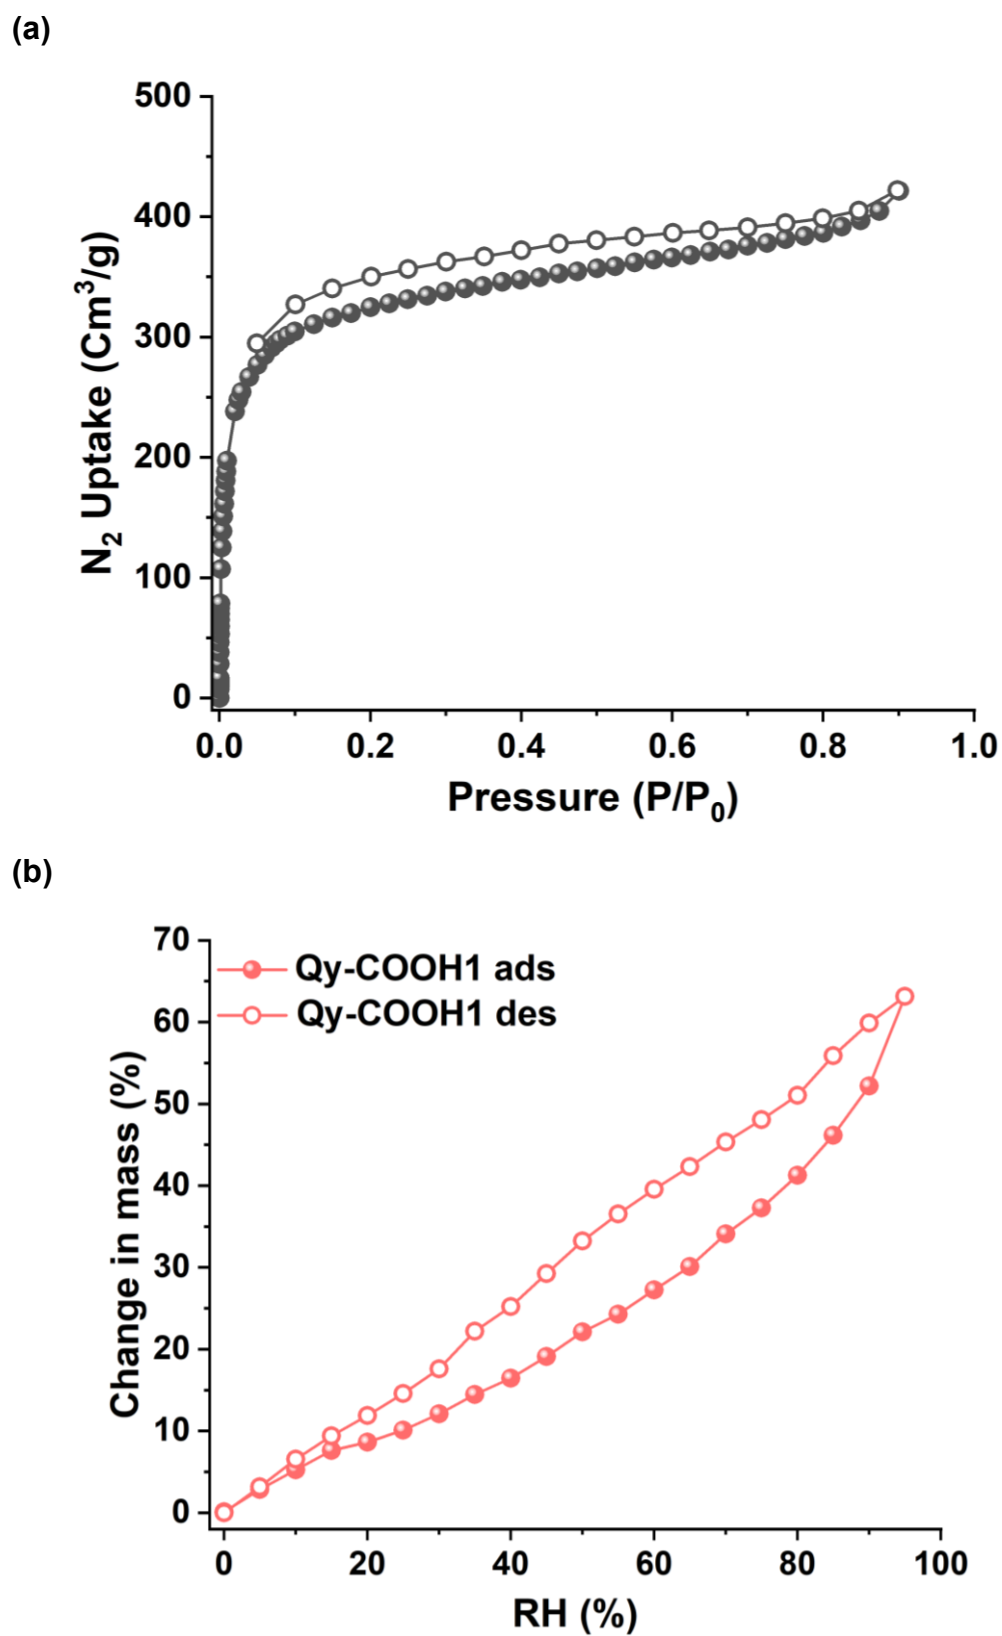 (a)
500
400
300
200
100
0
N2 Uptake (Cm³/g)
0.0 0.2 0.4 0.6 0.8 1.0
Pressure (P/P0)
(b)
70
60
50
40
30
20
10
0
Change in mass (%)
Qy-COOH1 ads
Qy-COOH1 des
0 20 40 60 80 100
RH (%)